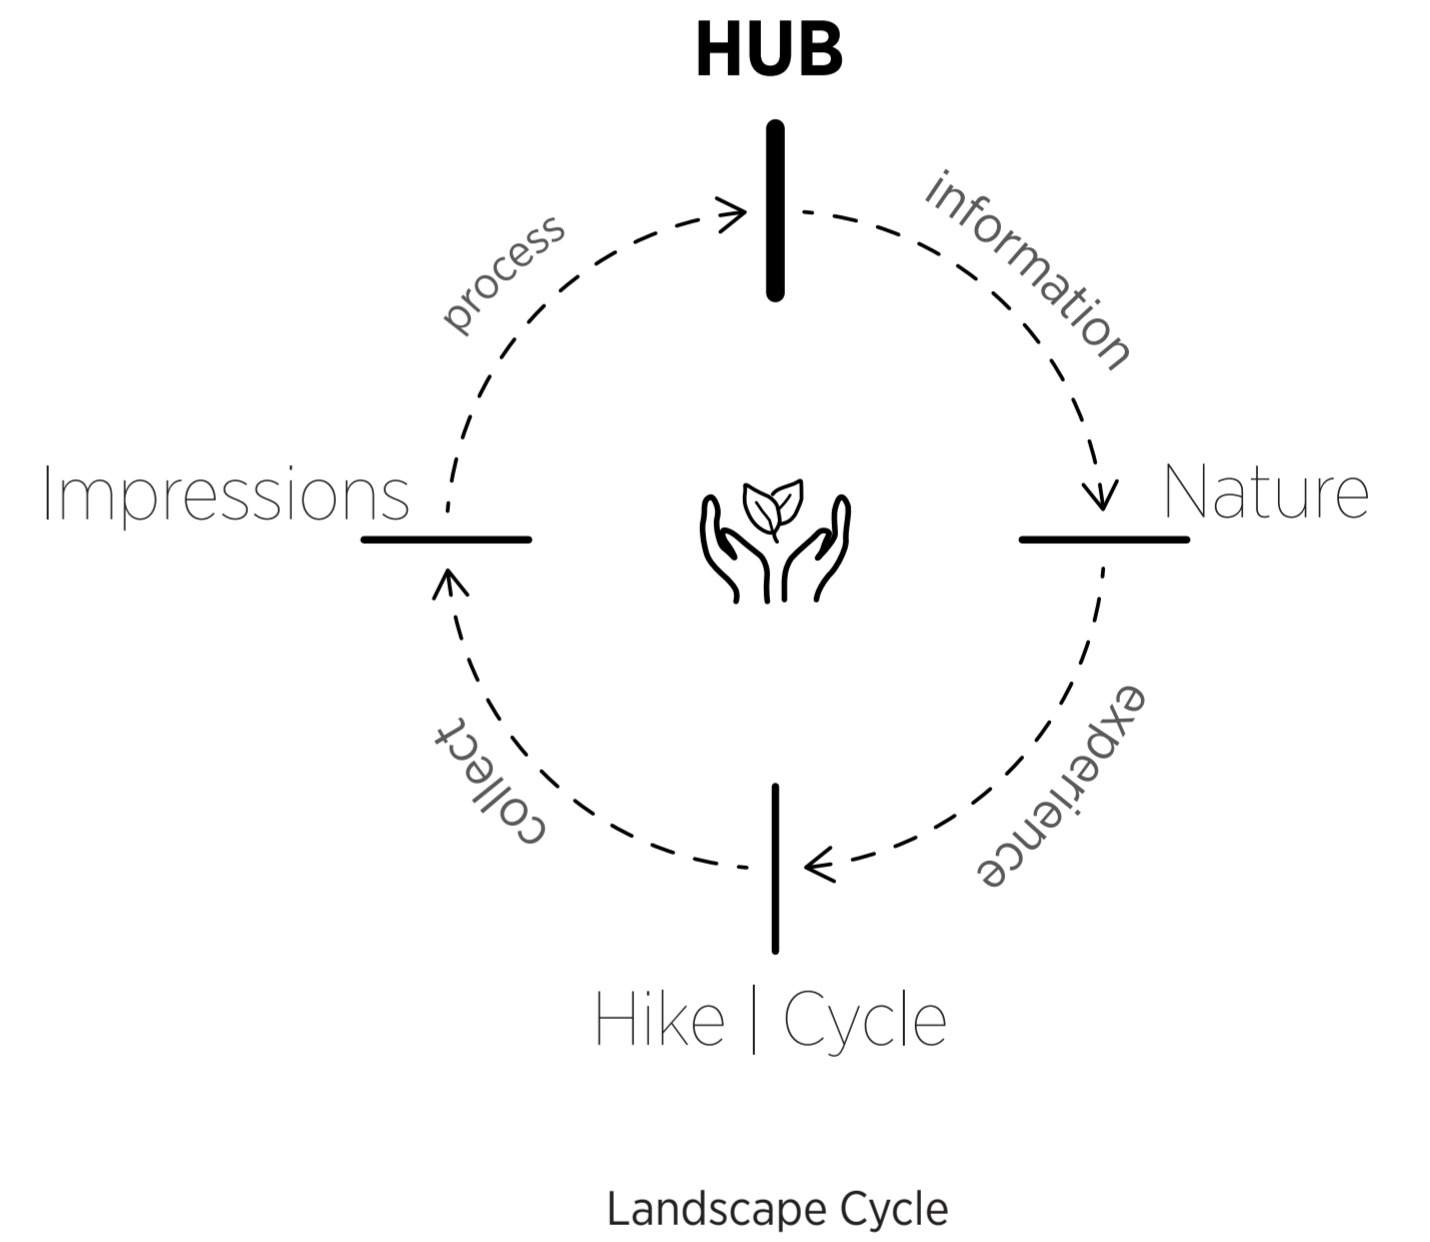 HUB
information
process
Impressions
Nature
experience
collect
Hike | Cycle
Landscape Cycle